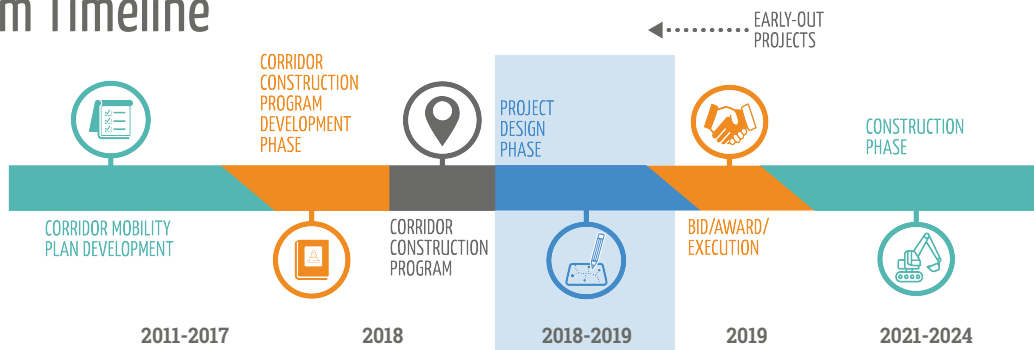 m Timeline
EARLY-OUT
PROJECTS
CORRIDOR
CONSTRUCTION
PROGRAM
DEVELOPMENT
PHASE
PROJECT
DESIGN
PHASE
CONSTRUCTION
PHASE
CORRIDOR MOBILITY
PLAN DEVELOPMENT
CORRIDOR
CONSTRUCTION
PROGRAM
BID/AWARD/
EXECUTION
2011-2017
2018
2018-2019
2019
2021-2024